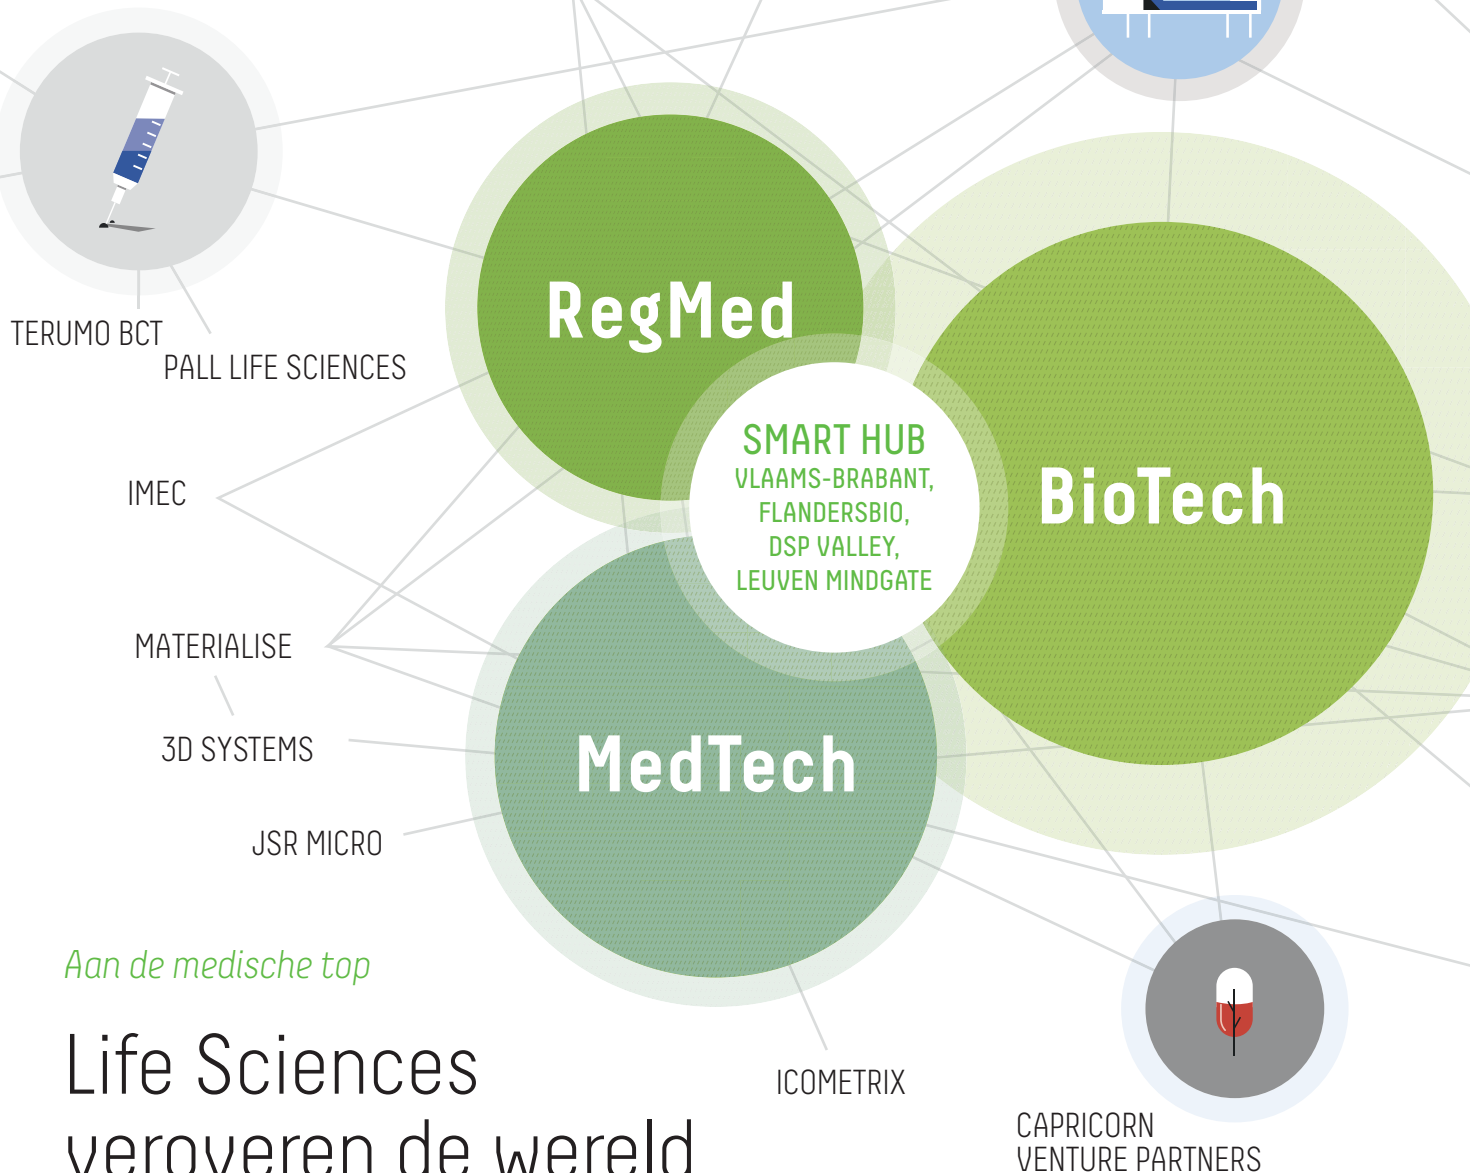 RegMed
TERUMO BCT
PALL LIFE SCIENCES
SMART HUB
VLAAMS-BRABANT,
FLANDERSBIO,
DSP VALLEY,
LEUVEN MINDGATE
BioTech
IMEC
MATERIALISE
3D SYSTEMS
MedTech
JSR MICRO
Aan de medische top
Life Sciences
veroveren de wereld
ICOMETRIX
CAPRICORN
VENTURE PARTNERS